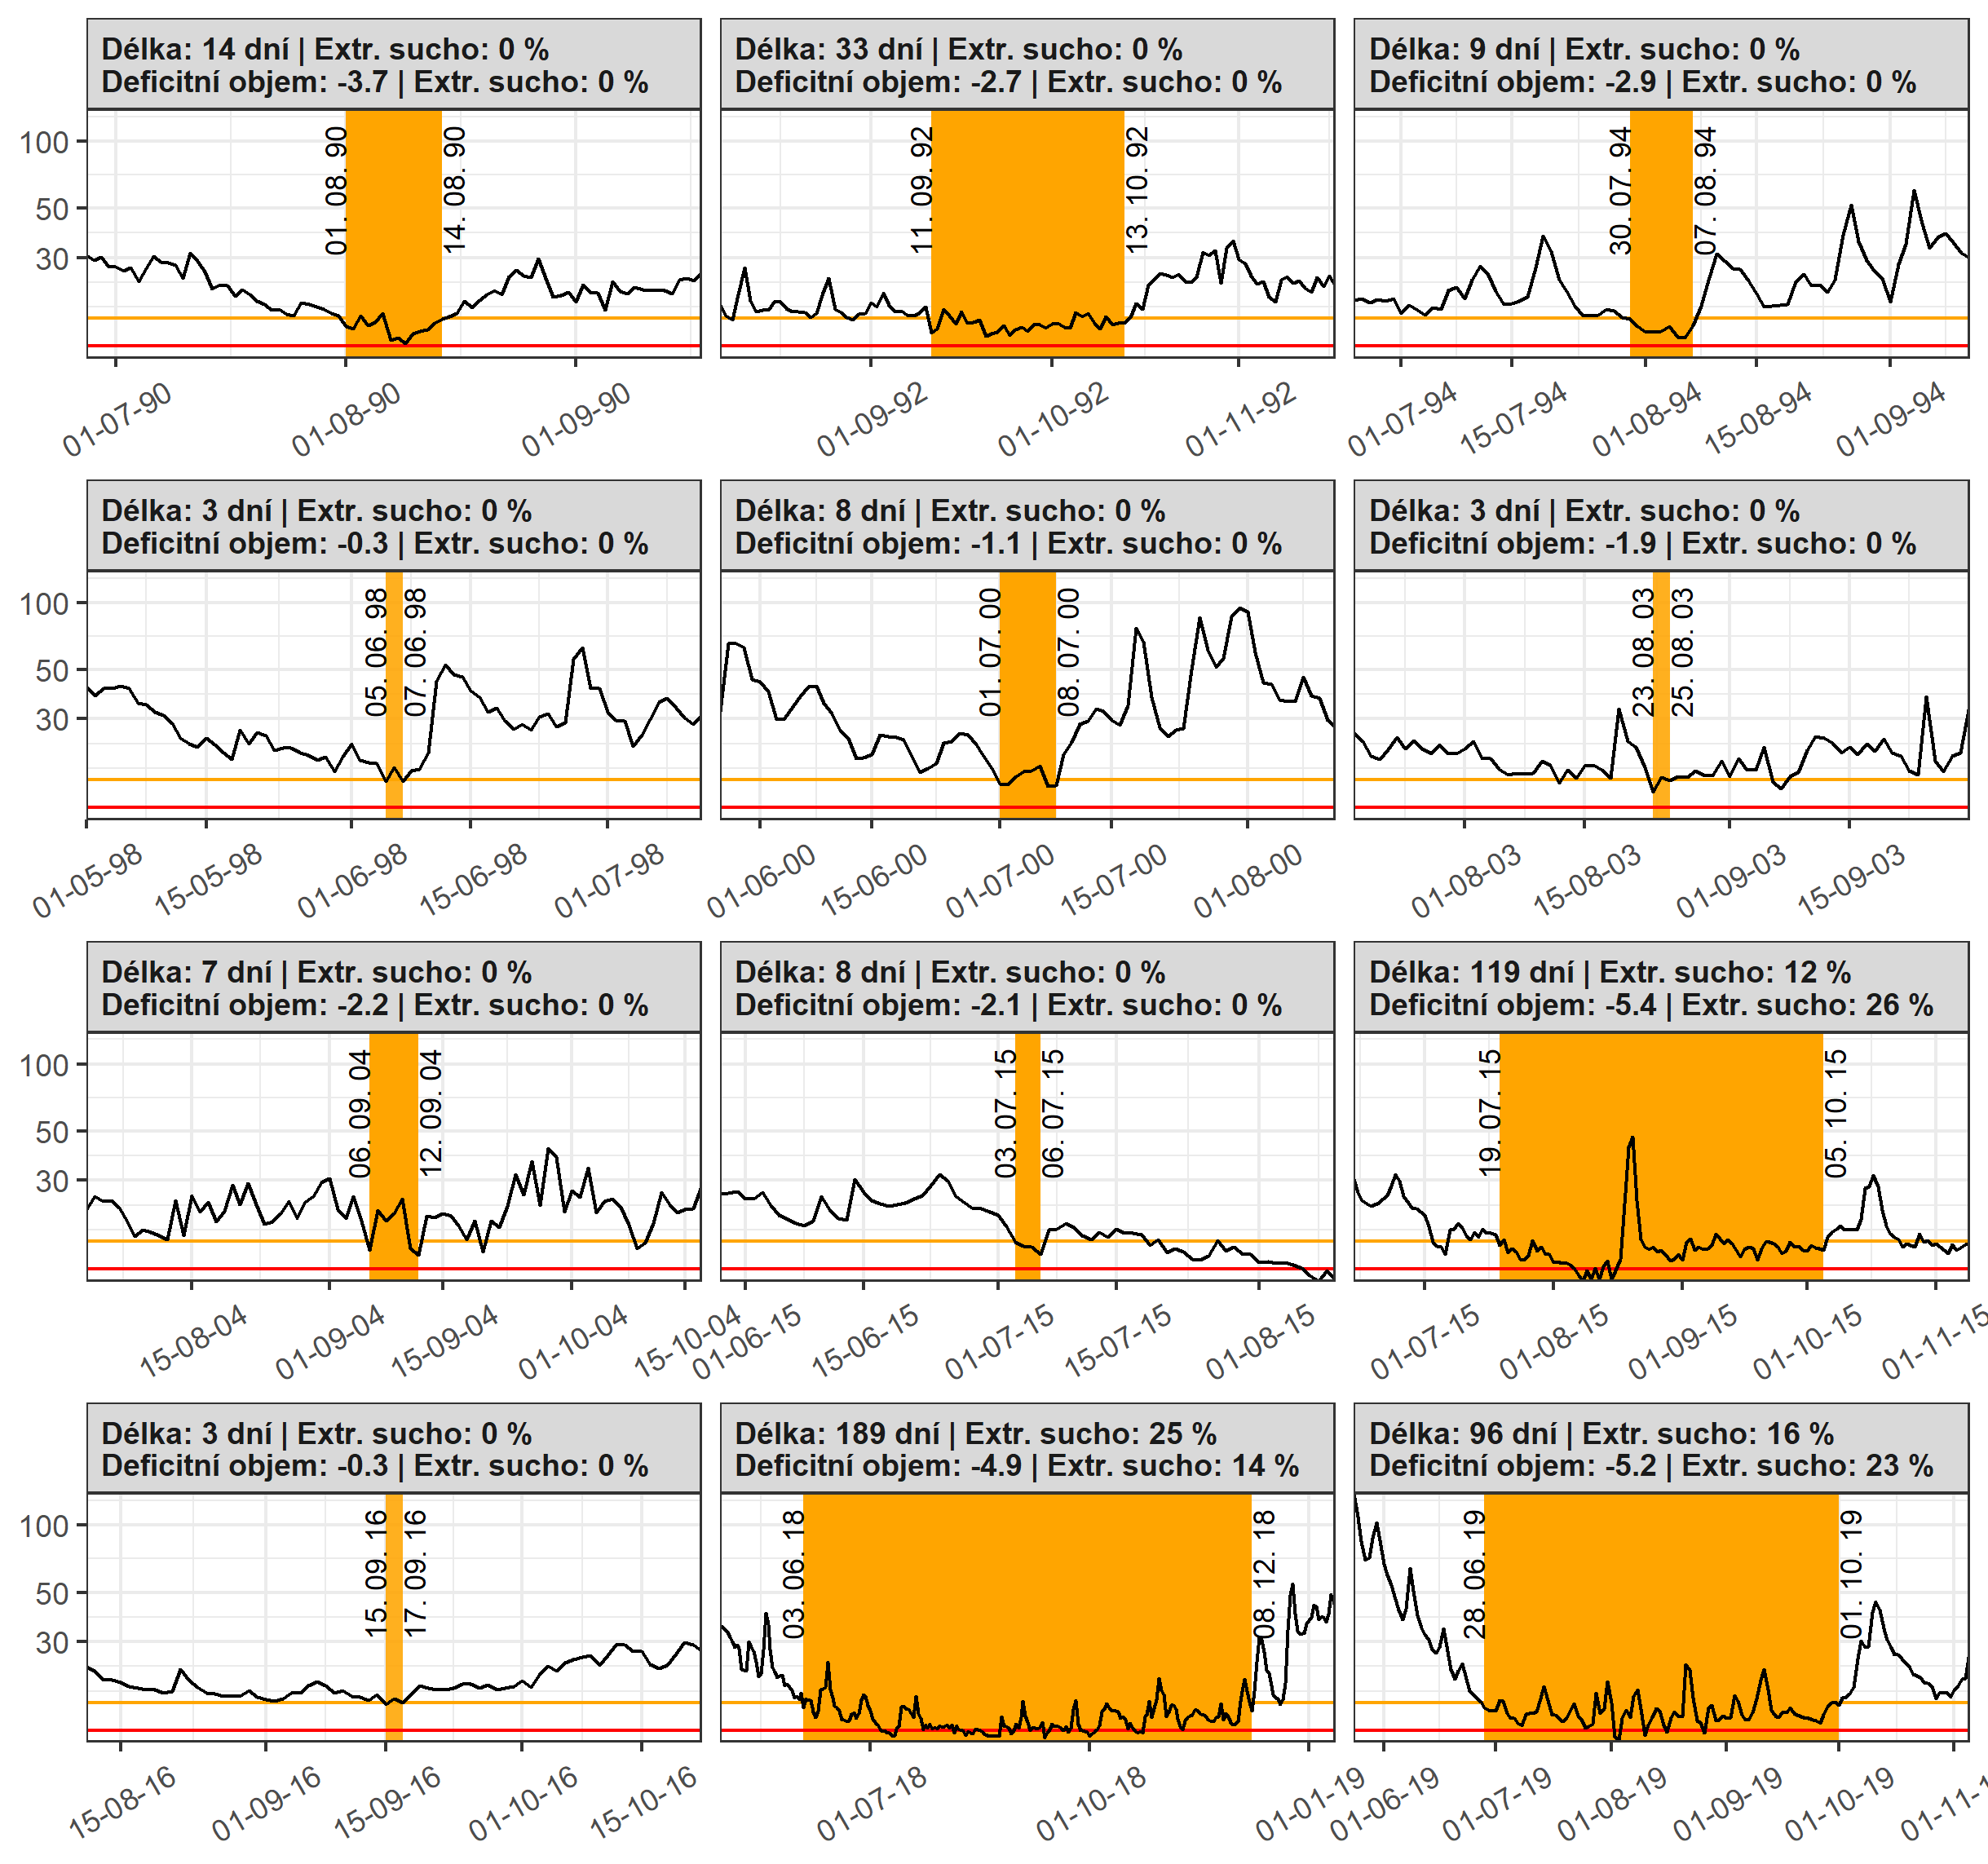 Délka: 14 dní | Extr. sucho: 0 %
Deficitní objem: -3.7 | Extr. sucho: 0 %
Délka: 33 dní | Extr. sucho: 0 %
Deficitní objem: -2.7 | Extr. sucho: 0 %
Délka: 9 dní | Extr. sucho: 0 %
Deficitní objem: -2.9 | Extr. sucho: 0 %
100
50
30
01. 08. 90
14. 08. 90
11. 09. 92
13. 10. 92
30. 07. 94
07. 08. 94
01-07-90
01-08-90
01-09-90
01-09-92
01-10-92
01-11-92
01-07-94
15-07-94
01-08-94
15-08-94
01-09-94
Délka: 3 dní | Extr. sucho: 0 %
Deficitní objem: -0.3 | Extr. sucho: 0 %
Délka: 8 dní | Extr. sucho: 0 %
Deficitní objem: -1.1 | Extr. sucho: 0 %
Délka: 3 dní | Extr. sucho: 0 %
Deficitní objem: -1.9 | Extr. sucho: 0 %
100
50
30
05. 06. 98
07. 06. 98
01. 07. 00
08. 07. 00
23. 08. 03
25. 08. 03
01-05-98
15-05-98
01-06-98
15-06-98
01-07-98
01-06-00
15-06-00
01-07-00
15-07-00
01-08-00
01-08-03
15-08-03
01-09-03
15-09-03
Délka: 7 dní | Extr. sucho: 0 %
Deficitní objem: -2.2 | Extr. sucho: 0 %
Délka: 8 dní | Extr. sucho: 0 %
Deficitní objem: -2.1 | Extr. sucho: 0 %
Délka: 119 dní | Extr. sucho: 12 %
Deficitní objem: -5.4 | Extr. sucho: 26 %
100
50
30
06. 09. 04
12. 09. 04
03. 07. 15
06. 07. 15
19. 07. 15
05. 10. 15
15-08-04
01-09-04
15-09-04
01-10-04
15-10-04
01-06-15
15-06-15
01-07-15
15-07-15
01-08-15
01-07-15
01-08-15
01-09-15
01-10-15
01-11-15
Délka: 3 dní | Extr. sucho: 0 %
Deficitní objem: -0.3 | Extr. sucho: 0 %
Délka: 189 dní | Extr. sucho: 25 %
Deficitní objem: -4.9 | Extr. sucho: 14 %
Délka: 96 dní | Extr. sucho: 16 %
Deficitní objem: -5.2 | Extr. sucho: 23 %
100
50
30
15. 09. 16
17. 09. 16
03. 06. 18
08. 12. 18
28. 06. 19
01. 10. 19
15-08-16
01-09-16
15-09-16
01-10-16
15-10-16
01-07-18
01-10-18
01-01-19
01-06-19
01-07-19
01-08-19
01-09-19
01-10-19
01-11-1